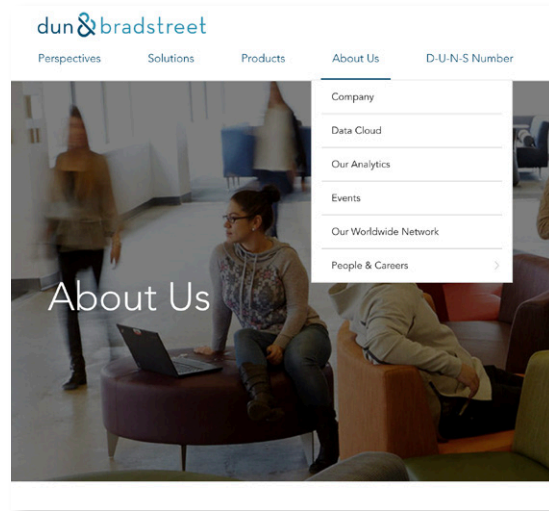 dun&bradstreet
Perspectives Solutions Products About Us D-U-N-S Number
Company
Data Cloud
Our Analytics
Events
Our Worldwide Network
People & Careers
About Us